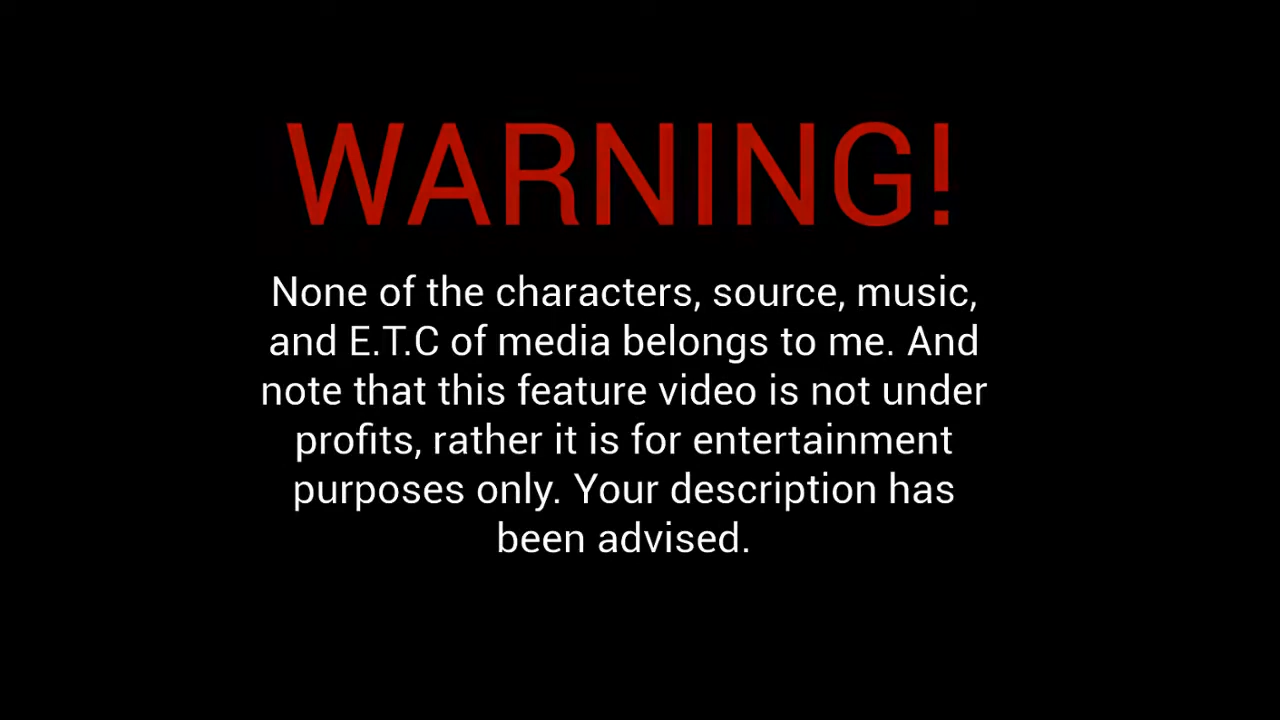 WARNING!
None of the characters, source, music,
and E.T.C of media belongs to me. And
note that this feature video is not under
profits, rather it is for entertainment
purposes only. Your description has
been advised.